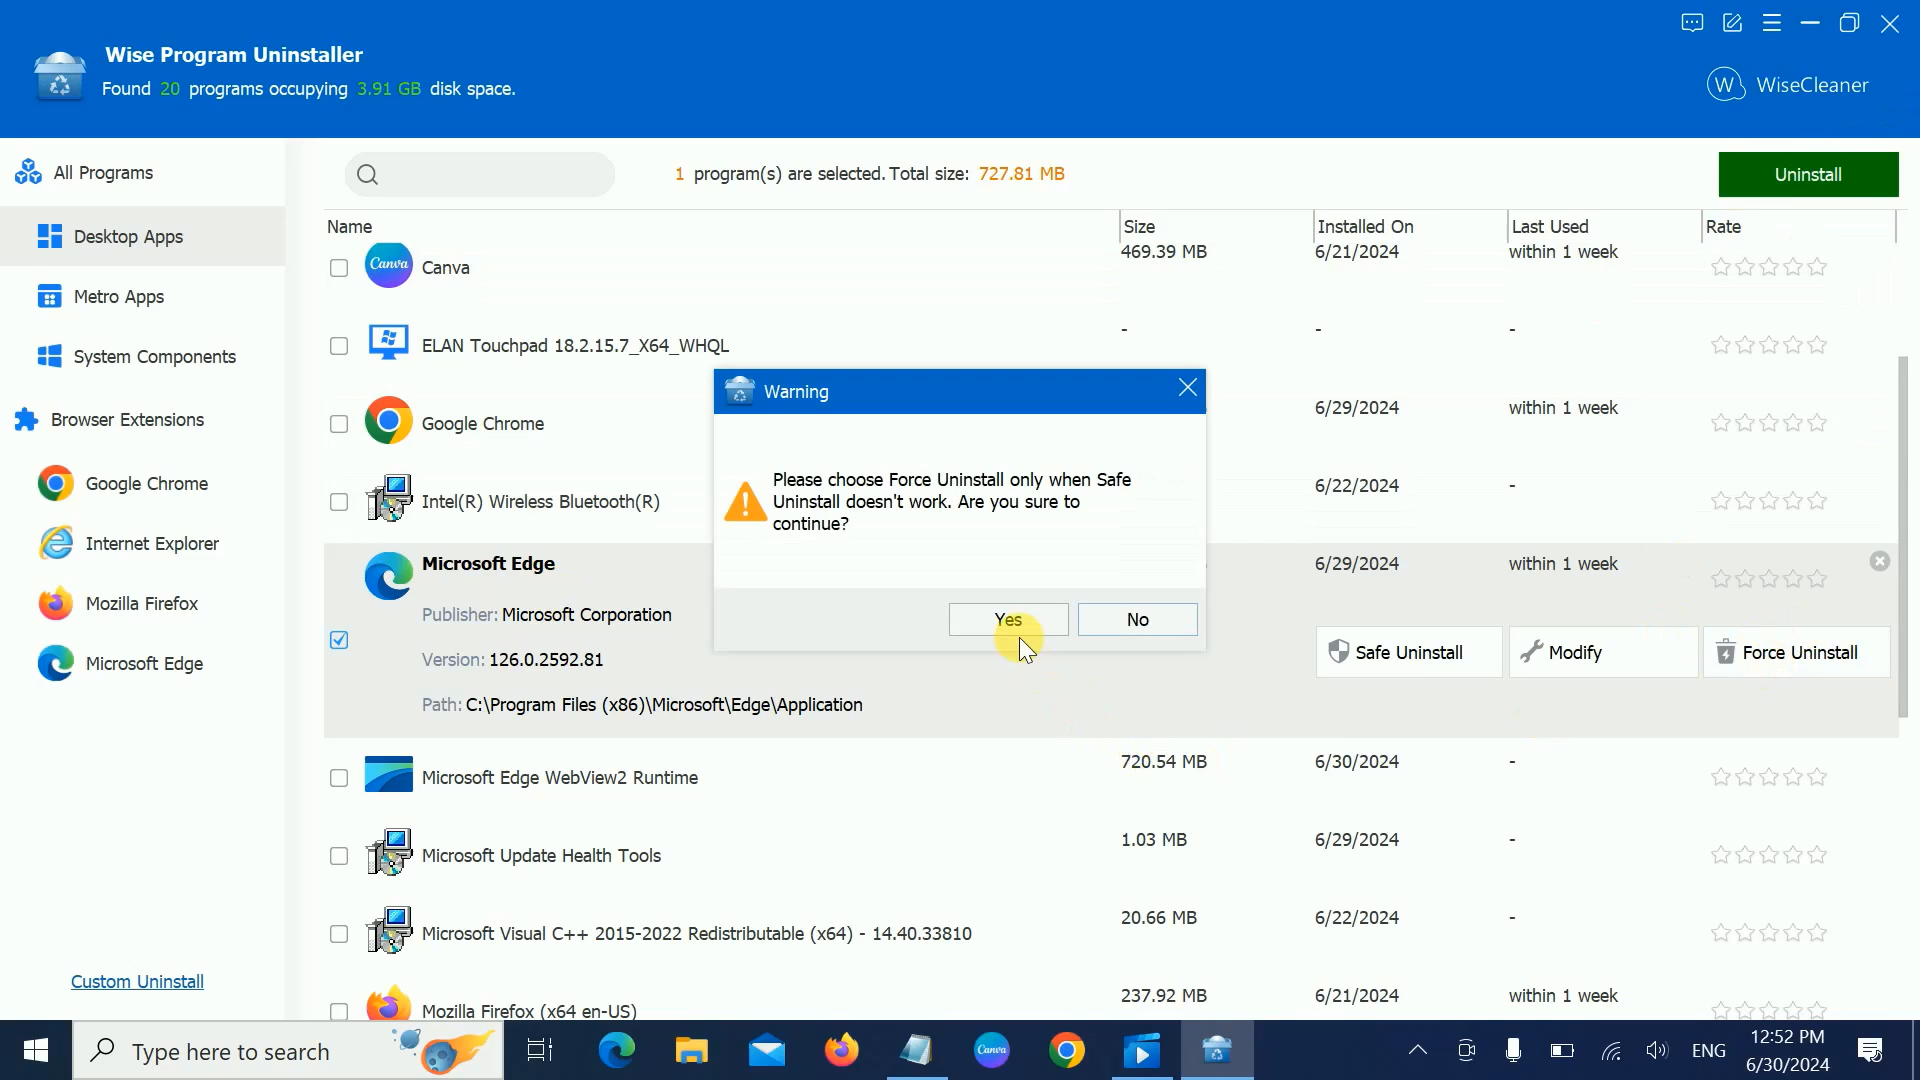 Wise Program Uninstaller
Found 20 programs occupying 3.91 GB disk space.
W WiseCleaner
All Programs
1 program(s) are selected. Total size: 727.81 MB
Uninstall
Name Size Installed On Last Used Rate
Desktop Apps
Metro Apps
System Components
Browser Extensions
Google Chrome
Internet Explorer
Mozilla Firefox
Microsoft Edge
Custom Uninstall
Canva Canva 469.39 MB 6/21/2024 within 1 week
ELAN Touchpad 18.2.15.7_X64_WHQL - - -
Google Chrome 6/29/2024 within 1 week
Intel(R) Wireless Bluetooth(R) 6/22/2024 -
Microsoft Edge 6/29/2024 within 1 week
Publisher: Microsoft Corporation
Version: 126.0.2592.81
Path: C:\Program Files (x86)\Microsoft\Edge\Application
Safe Uninstall Modify Force Uninstall
Microsoft Edge WebView2 Runtime 720.54 MB 6/30/2024 -
Microsoft Update Health Tools 1.03 MB 6/29/2024 -
Microsoft Visual C++ 2015-2022 Redistributable (x64) - 14.40.33810 20.66 MB 6/22/2024 -
Mozilla Firefox (x64 en-US) 237.92 MB 6/21/2024 within 1 week
Warning
Please choose Force Uninstall only when Safe
Uninstall doesn't work. Are you sure to
continue?
Yes No
Type here to search
Canva
ENG
12:52 PM
6/30/2024